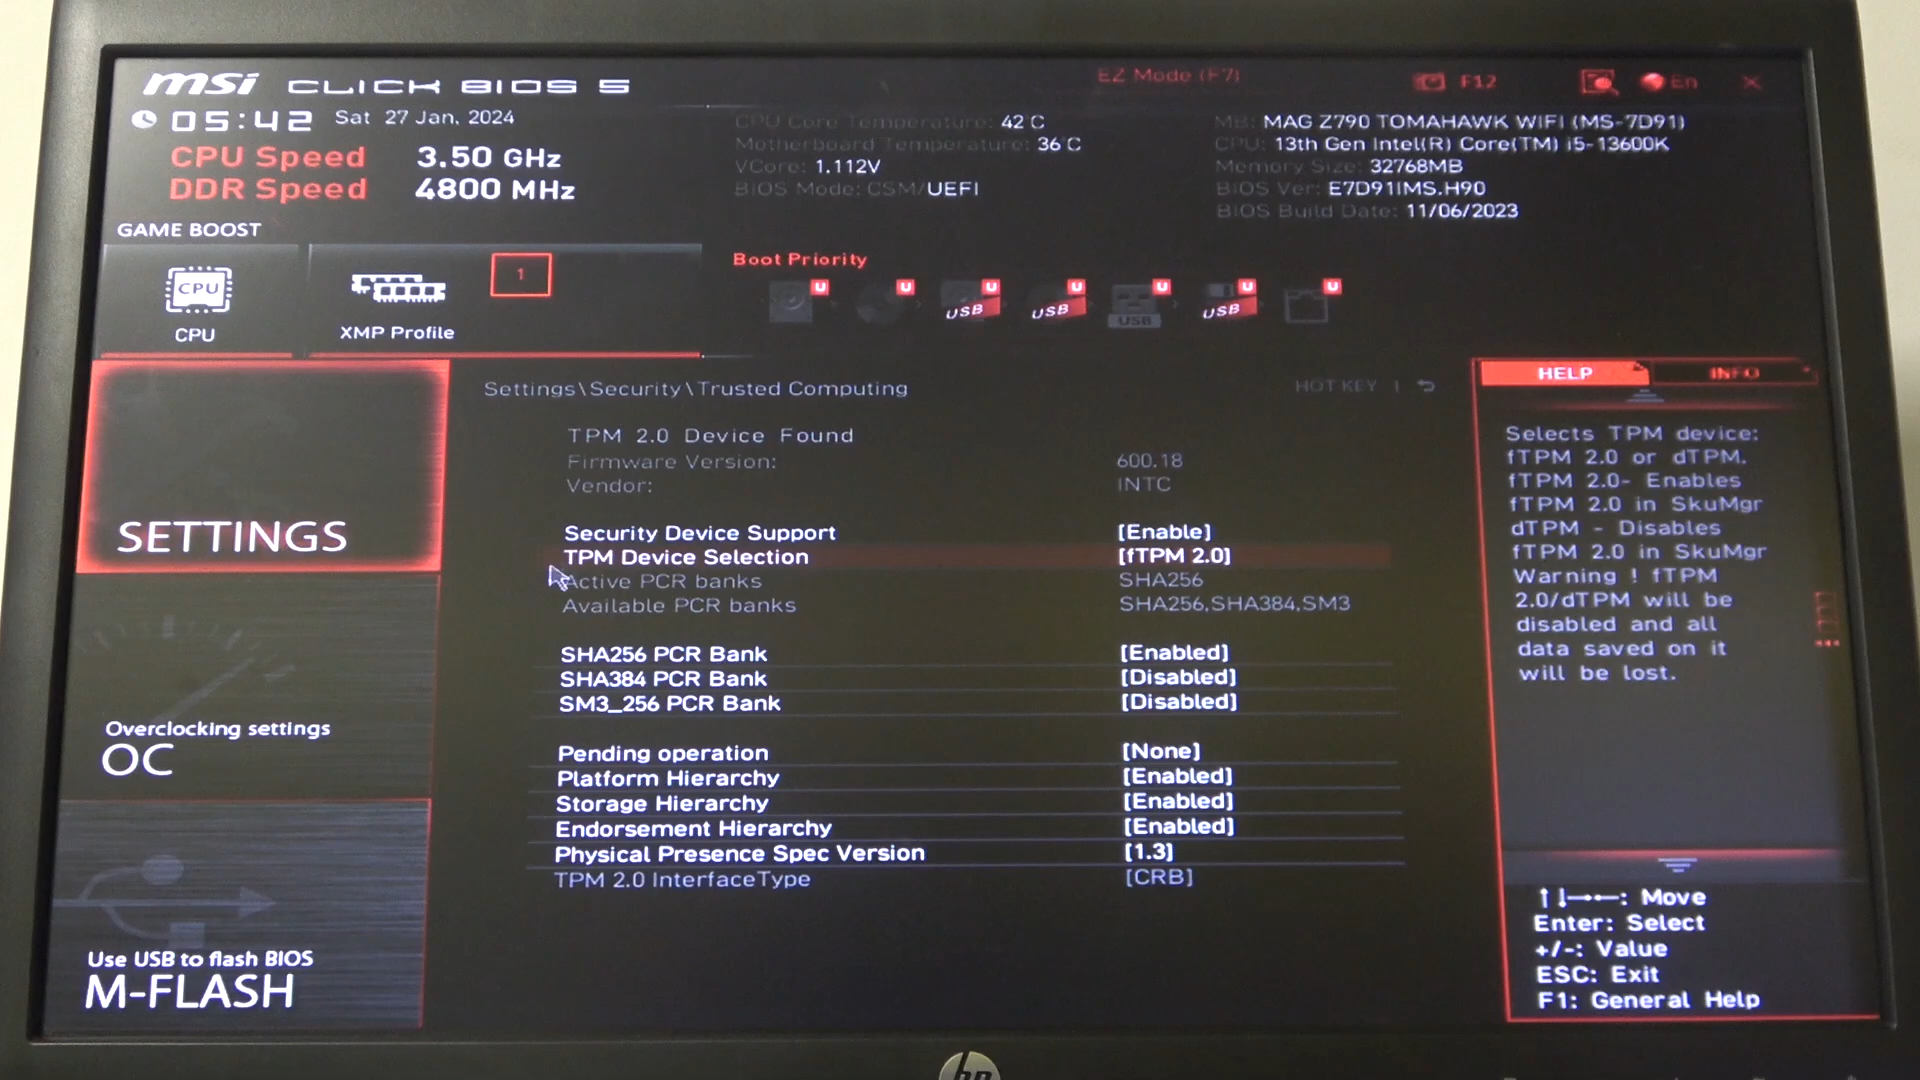 msi CLICK BIOS 5
EZ Mode (F7)
F12
En
X
05:42 Sat 27 Jan, 2024
CPU Speed 3.50 GHz
DDR Speed 4800 MHz
CPU Core Temperature: 42 C
Motherboard Temperature: 36 C
VCore: 1.112V
BIOS Mode: CSM/UEFI
MB: MAG Z790 TOMAHAWK WIFI (MS-7D91)
CPU: 13th Gen Intel(R) Core(TM) i5-13600K
Memory Size: 32768MB
BIOS Ver: E7D91IMS.H90
BIOS Build Date: 11/06/2023
GAME BOOST
CPU
CPU
XMP Profile
1
Boot Priority
U U U U U U U
USB USB USB USB
SETTINGS
Overclocking settings
OC
Use USB to flash BIOS
M-FLASH
Settings\Security\Trusted Computing
HOT KEY
TPM 2.0 Device Found
Firmware Version: 600.18
Vendor: INTC
Security Device Support [Enable]
TPM Device Selection [fTPM 2.0]
Active PCR banks SHA256
Available PCR banks SHA256,SHA384,SM3
SHA256 PCR Bank [Enabled]
SHA384 PCR Bank [Disabled]
SM3_256 PCR Bank [Disabled]
Pending operation [None]
Platform Hierarchy [Enabled]
Storage Hierarchy [Enabled]
Endorsement Hierarchy [Enabled]
Physical Presence Spec Version [1.3]
TPM 2.0 InterfaceType [CRB]
HELP
INFO
Selects TPM device:
fTPM 2.0 or dTPM.
fTPM 2.0- Enables
fTPM 2.0 in SkuMgr
dTPM - Disables
fTPM 2.0 in SkuMgr
Warning ! fTPM
2.0/dTPM will be
disabled and all
data saved on it
will be lost.
↑↓→←: Move
Enter: Select
+/-: Value
ESC: Exit
F1: General Help
hp